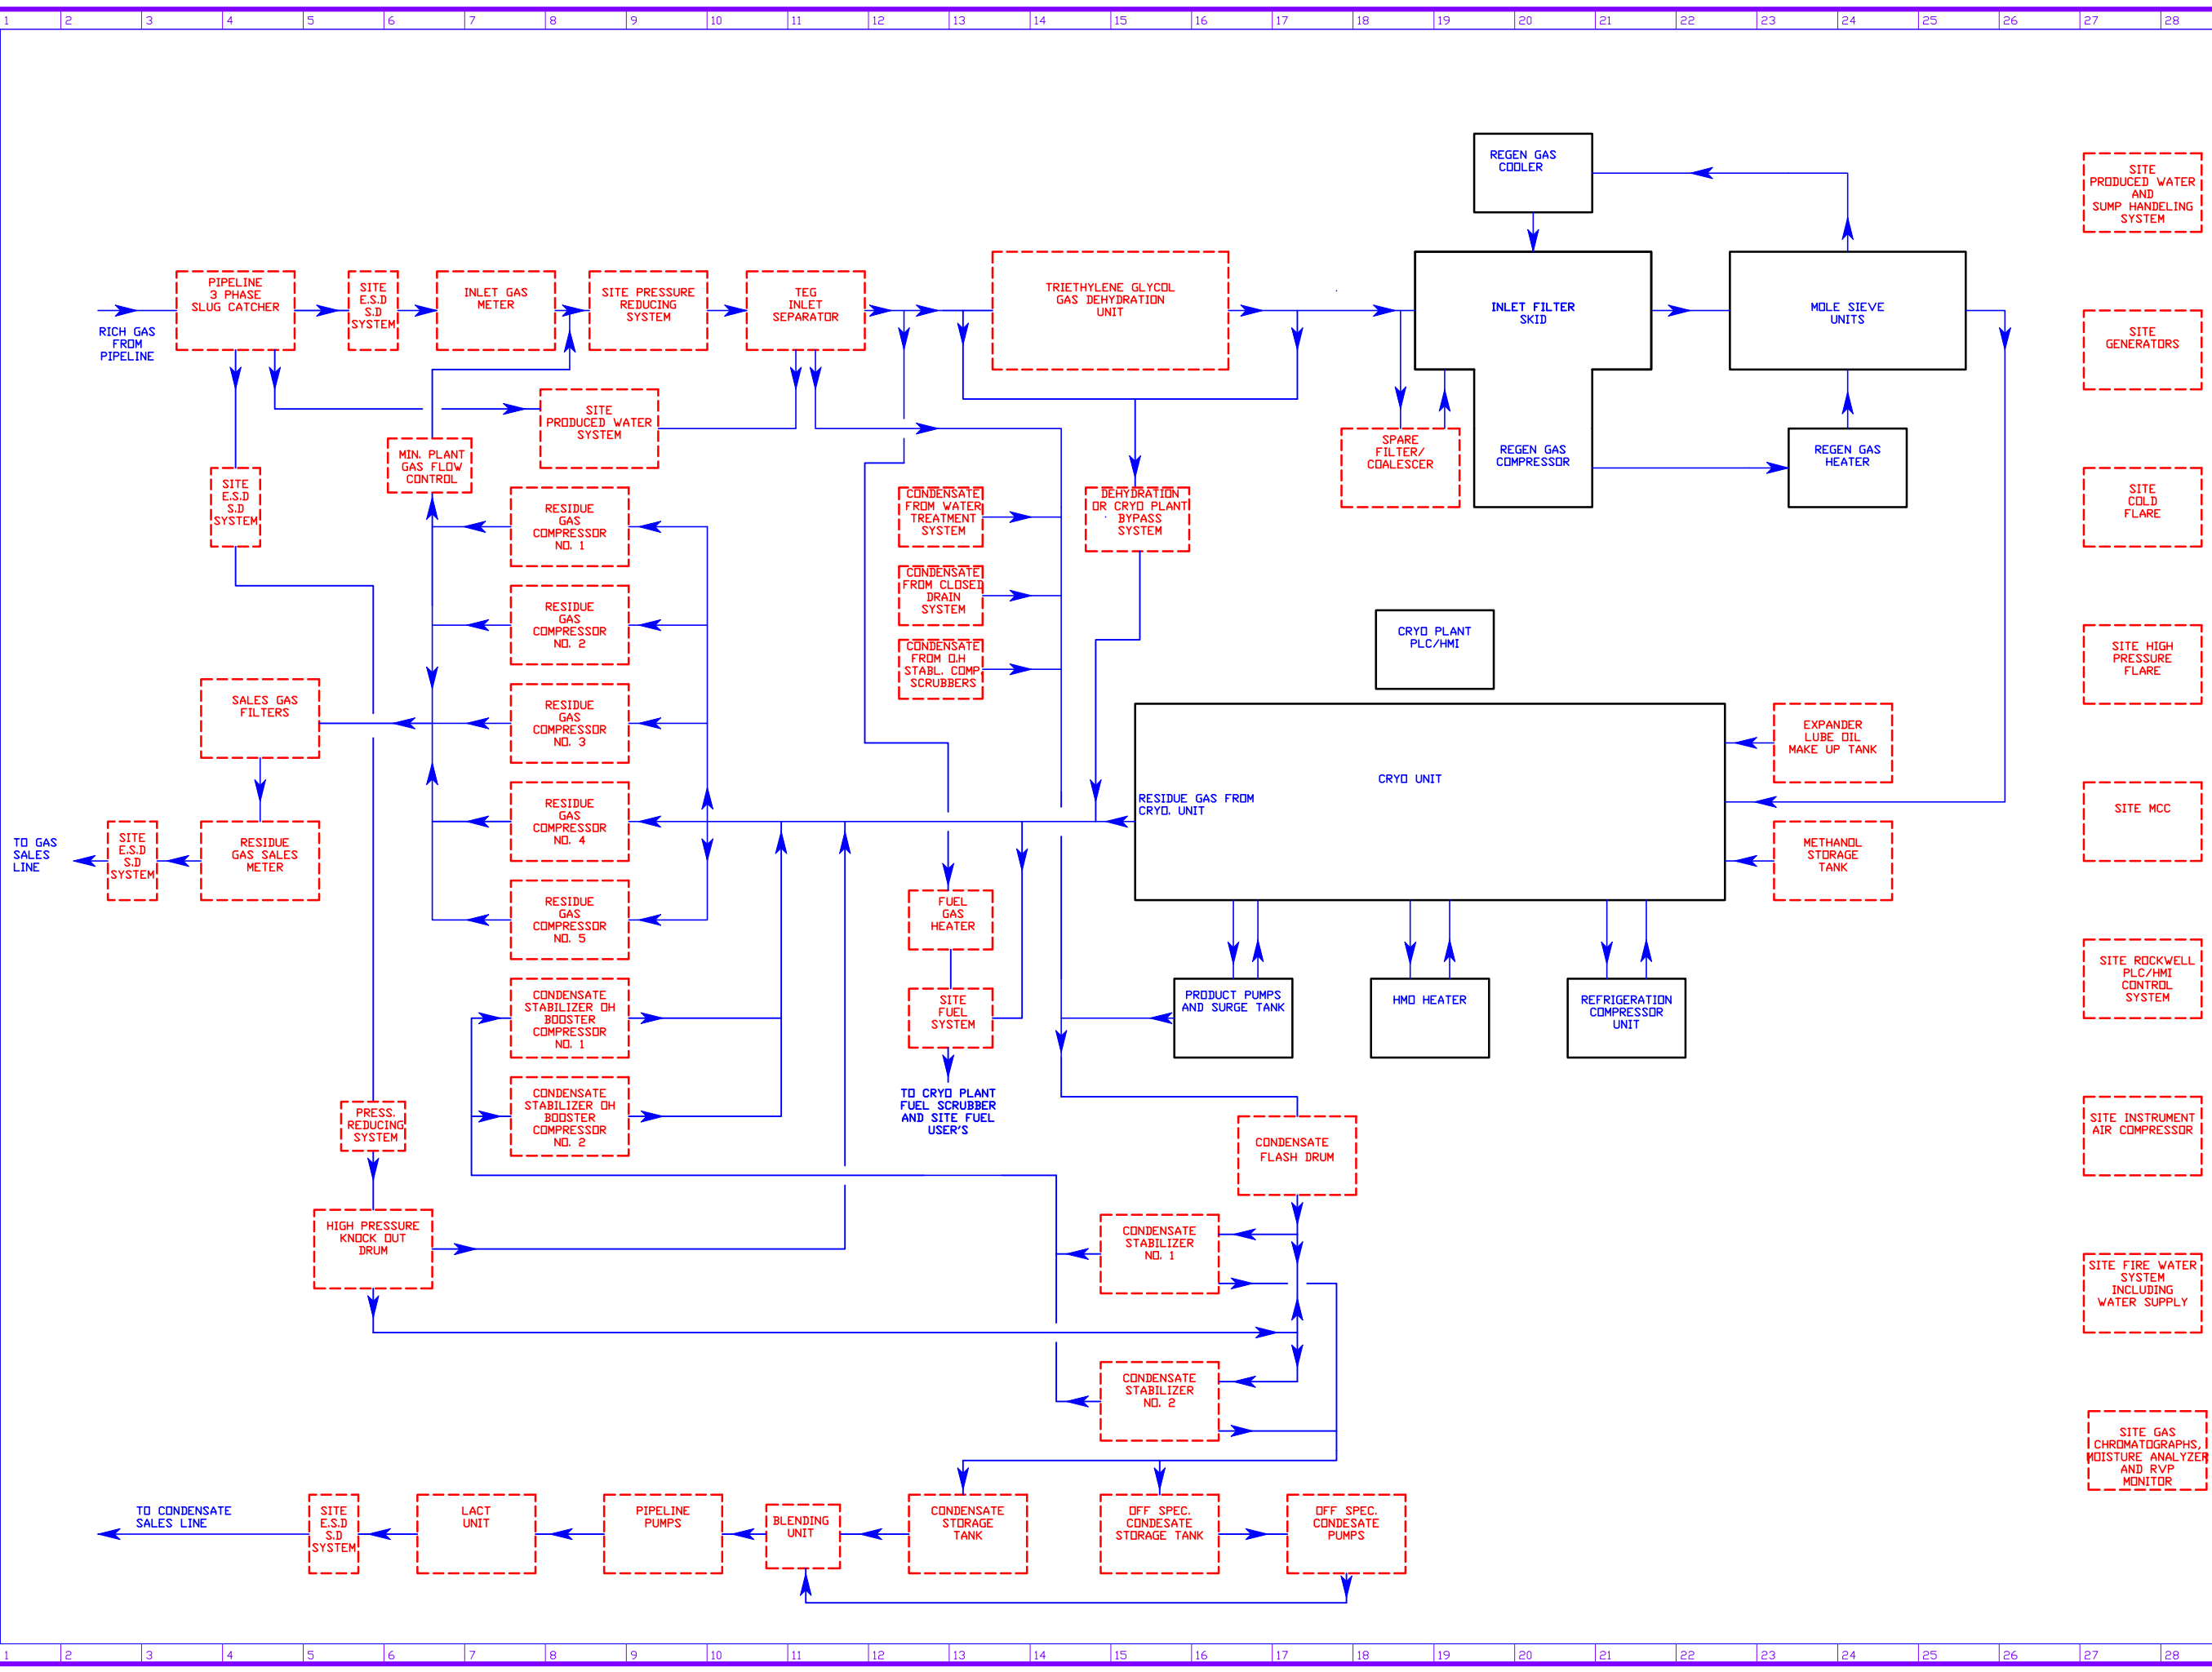 1 2 3 4 5 6 7 8 9 10 11 12 13 14 15 16 17 18 19 20 21 22 23 24 25 26 27 28
REGEN GAS
COOLER
SITE
PRODUCED WATER
AND
SUMP HANDELING
SYSTEM
RICH GAS
FROM
PIPELINE
PIPELINE
3 PHASE
SLUG CATCHER
SITE
E.S.D
S.D
SYSTEM
INLET GAS
METER
SITE PRESSURE
REDUCING
SYSTEM
TEG
INLET
SEPARATOR
TRIETHYLENE GLYCOL
GAS DEHYDRATION
UNIT
INLET FILTER
SKID
MOLE SIEVE
UNITS
SITE
GENERATORS
SITE
PRODUCED WATER
SYSTEM
MIN. PLANT
GAS FLOW
CONTROL
SPARE
FILTER/
COALESCER
REGEN GAS
COMPRESSOR
REGEN GAS
HEATER
SITE
E.S.D
S.D
SYSTEM
RESIDUE
GAS
COMPRESSOR
NO. 1
CONDENSATE
FROM WATER
TREATMENT
SYSTEM
DEHYDRATION
OR CRYO PLANT
BYPASS
SYSTEM
SITE
COLD
FLARE
RESIDUE
GAS
COMPRESSOR
NO. 2
CONDENSATE
FROM CLOSED
DRAIN
SYSTEM
CRYO PLANT
PLC/HMI
CONDENSATE
FROM O.H
STABL. COMP.
SCRUBBERS
SITE HIGH
PRESSURE
FLARE
SALES GAS
FILTERS
RESIDUE
GAS
COMPRESSOR
NO. 3
EXPANDER
LUBE OIL
MAKE UP TANK
CRYO UNIT
RESIDUE GAS FROM
CRYO. UNIT
RESIDUE
GAS
COMPRESSOR
NO. 4
SITE MCC
TO GAS
SALES
LINE
SITE
E.S.D
S.D
SYSTEM
RESIDUE
GAS SALES
METER
METHANOL
STORAGE
TANK
RESIDUE
GAS
COMPRESSOR
NO. 5
FUEL
GAS
HEATER
SITE ROCKWELL
PLC/HMI
CONTROL
SYSTEM
CONDENSATE
STABILIZER OH
BOOSTER
COMPRESSOR
NO. 1
SITE
FUEL
SYSTEM
PRODUCT PUMPS
AND SURGE TANK
HMO HEATER
REFRIGERATION
COMPRESSOR
UNIT
CONDENSATE
STABILIZER OH
BOOSTER
COMPRESSOR
NO. 2
TO CRYO PLANT
FUEL SCRUBBER
AND SITE FUEL
USER'S
PRESS.
REDUCING
SYSTEM
CONDENSATE
FLASH DRUM
SITE INSTRUMENT
AIR COMPRESSOR
HIGH PRESSURE
KNOCK OUT
DRUM
CONDENSATE
STABILIZER
NO. 1
SITE FIRE WATER
SYSTEM
INCLUDING
WATER SUPPLY
CONDENSATE
STABILIZER
NO. 2
SITE GAS
CHROMATOGRAPHS,
MOISTURE ANALYZER
AND RVP
MONITOR
TO CONDENSATE
SALES LINE
SITE
E.S.D
S.D
SYSTEM
LACT
UNIT
PIPELINE
PUMPS
BLENDING
UNIT
CONDENSATE
STORAGE
TANK
OFF SPEC.
CONDESATE
STORAGE TANK
OFF SPEC.
CONDESATE
PUMPS
1 2 3 4 5 6 7 8 9 10 11 12 13 14 15 16 17 18 19 20 21 22 23 24 25 26 27 28